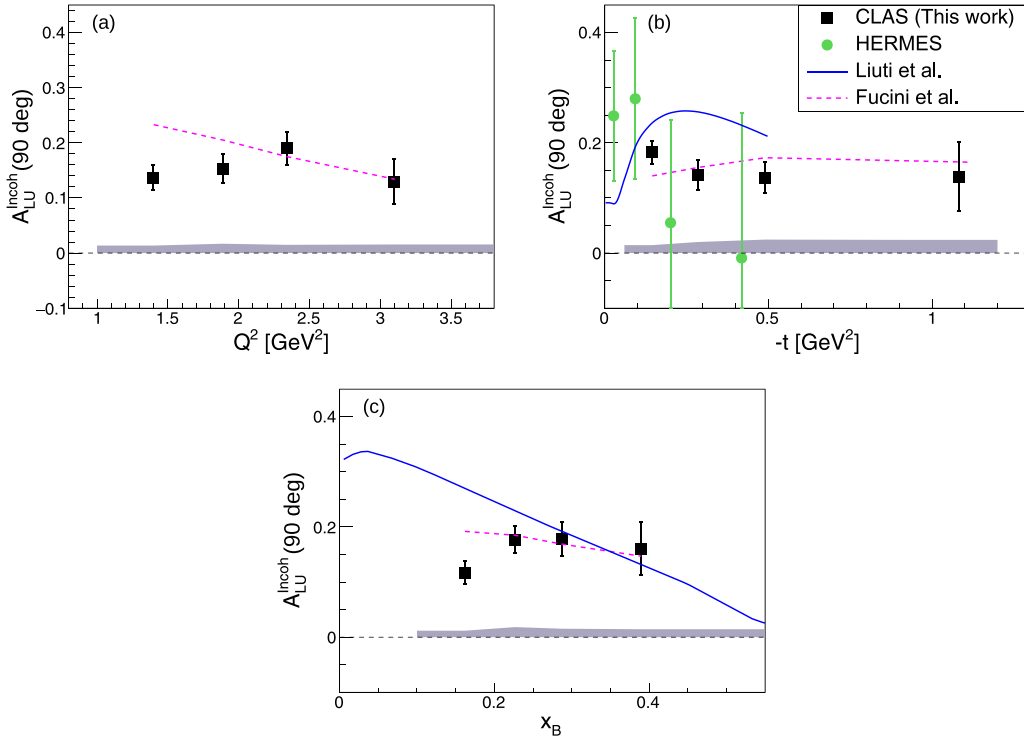 (a)
0.4
0.3
0.2
0.1
0
−0.1
A_LU^Incoh (90 deg)
1 1.5 2 2.5 3 3.5
Q² [GeV²]
(b)
CLAS (This work)
HERMES
Liuti et al.
Fucini et al.
0.4
0.2
0
A_LU^Incoh (90 deg)
0 0.5 1
-t [GeV²]
(c)
0.4
0.2
0
A_LU^Incoh (90 deg)
0 0.2 0.4
x_B